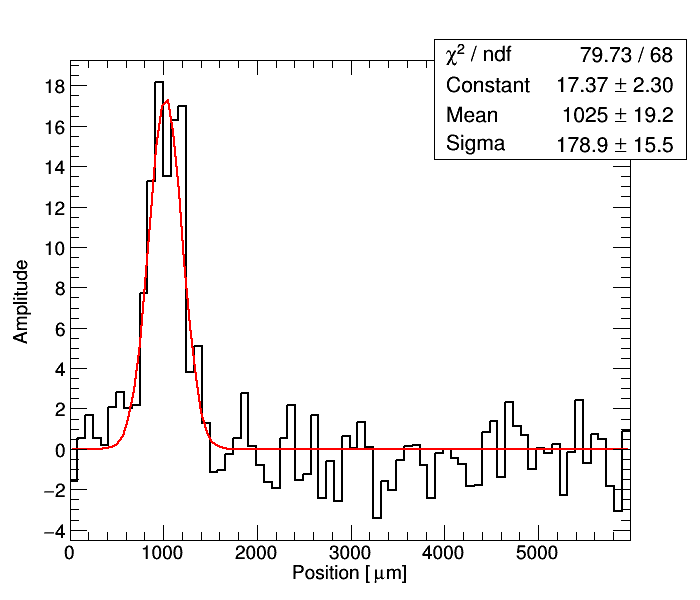 χ² / ndf 79.73 / 68
Constant 17.37 ± 2.30
Mean 1025 ± 19.2
Sigma 178.9 ± 15.5
18
16
14
12
10
8
6
4
2
0
−2
−4
Amplitude
0 1000 2000 3000 4000 5000
Position [ μm]